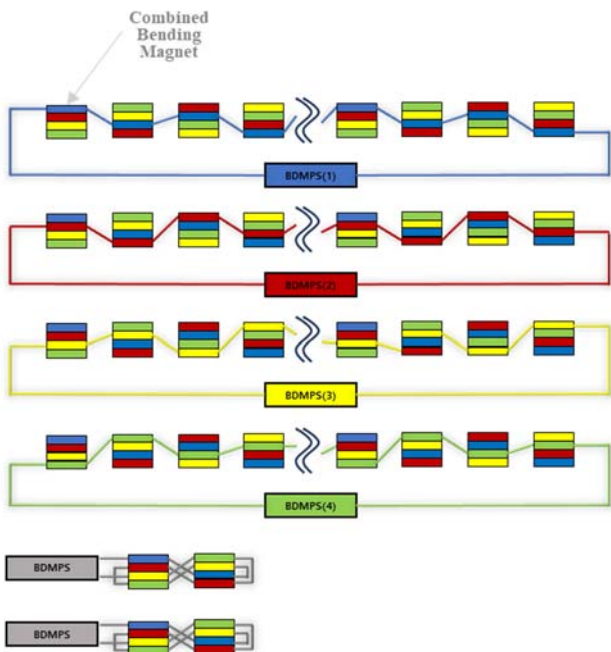 Combined
Bending
Magnet
BDMPS(1)
BDMPS(2)
BDMPS(3)
BDMPS(4)
BDMPS
BDMPS